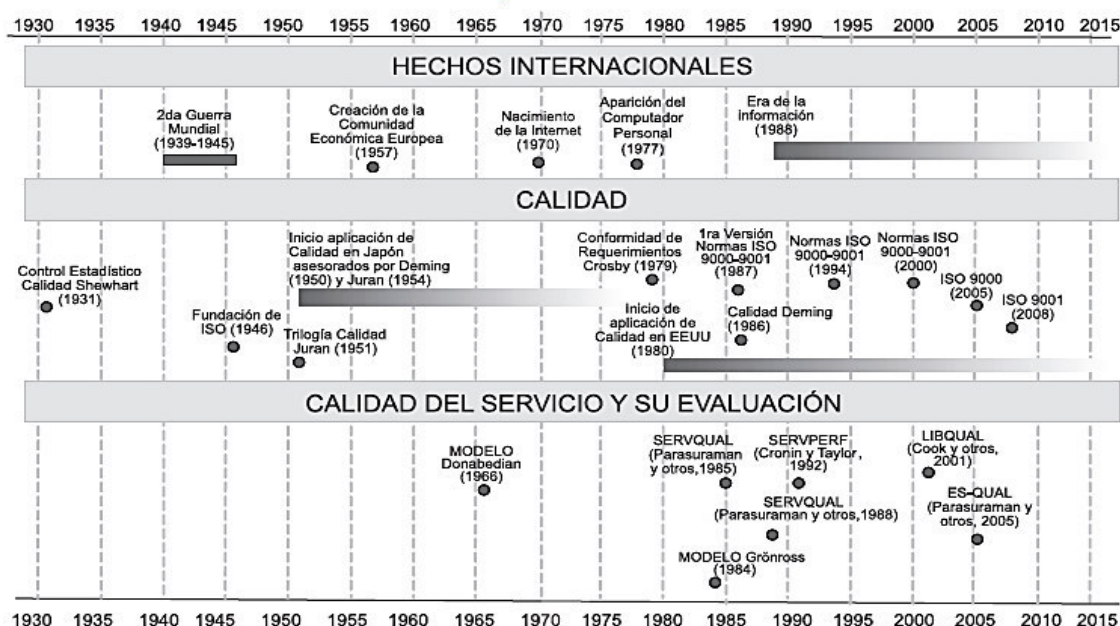 1930 1935 1940 1945 1950 1955 1960 1965 1970 1975 1980 1985 1990 1995 2000 2005 2010 2015
HECHOS INTERNACIONALES
2da Guerra
Mundial
(1939-1945)
Creación de la
Comunidad
Económica Europea
(1957)
Nacimiento
de la Internet
(1970)
Aparición del
Computador
Personal
(1977)
Era de la
información
(1988)
CALIDAD
Control Estadístico
Calidad Shewhart
(1931)
Fundación de
ISO (1946)
Inicio aplicación de
Calidad en Japón
asesorados por Deming
(1950) y Juran (1954)
Trilogía Calidad
Juran (1951)
Conformidad de
Requerimientos
Crosby (1979)
Inicio de
aplicación de
Calidad en EEUU
(1980)
1ra Versión
Normas ISO
9000-9001
(1987)
Calidad Deming
(1986)
Normas ISO
9000-9001
(1994)
Normas ISO
9000-9001
(2000)
ISO 9000
(2005)
ISO 9001
(2008)
CALIDAD DEL SERVICIO Y SU EVALUACIÓN
MODELO
Donabedian
(1966)
SERVQUAL
(Parasuraman
y otros,1985)
SERVPERF
(Cronin y Taylor,
1992)
SERVQUAL
(Parasuraman y otros,1988)
MODELO Grönross
(1984)
LIBQUAL
(Cook y otros,
2001)
ES-QUAL
(Parasuraman y
otros, 2005)
1930 1935 1940 1945 1950 1955 1960 1965 1970 1975 1980 1985 1990 1995 2000 2005 2010 2015